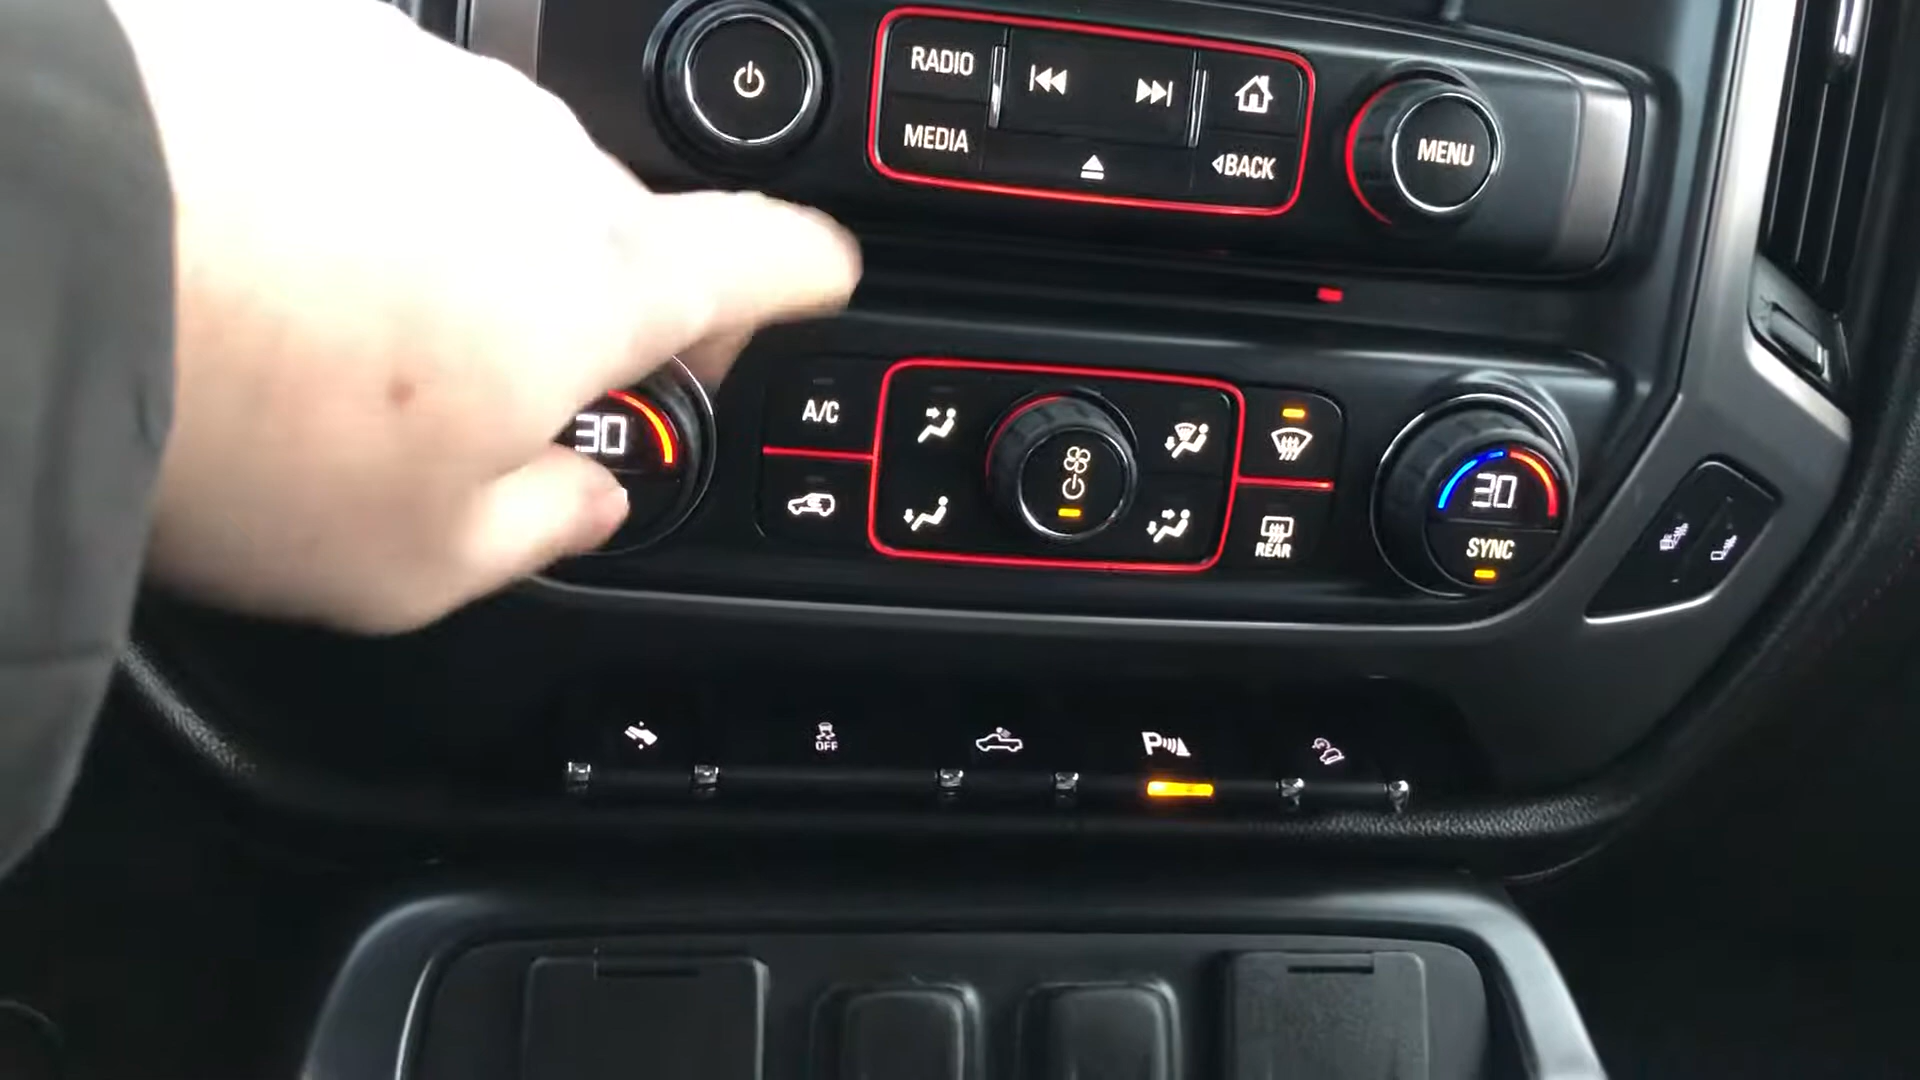 RADIO
MEDIA
BACK
MENU
30
A/C
REAR
30
SYNC
OFF
P